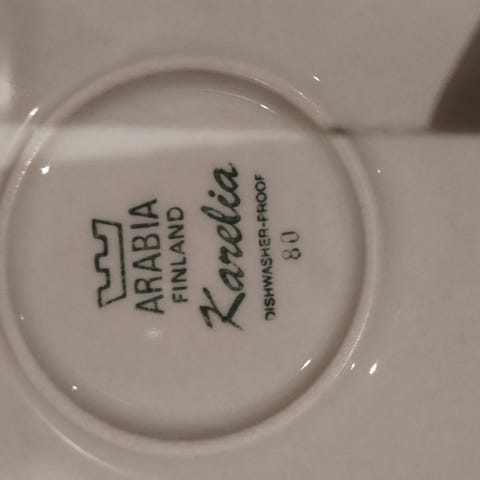 ARABIA
FINLAND
Karelia
DISHWASHER-PROOF
80